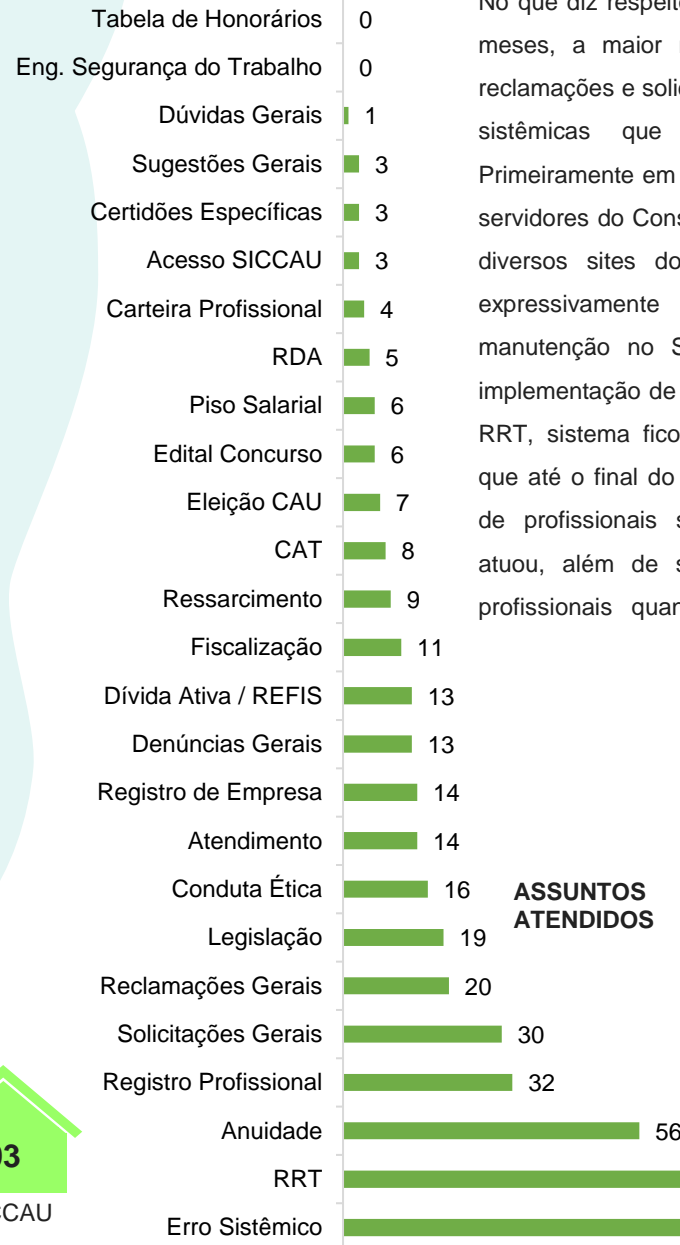 Tabela de Honorários 0
Eng. Segurança do Trabalho 0
Dúvidas Gerais 1
Sugestões Gerais 3
Certidões Específicas 3
Acesso SICCAU 3
Carteira Profissional 4
RDA 5
Piso Salarial 6
Edital Concurso 6
Eleição CAU 7
CAT 8
Ressarcimento 9
Fiscalização 11
Dívida Ativa / REFIS 13
Denúncias Gerais 13
Registro de Empresa 14
Atendimento 14
Conduta Ética 16
Legislação 19
Reclamações Gerais 20
Solicitações Gerais 30
Registro Profissional 32
Anuidade 56
RRT
Erro Sistêmico
No que diz
meses, a maior
reclamações e
sistêmicas que
Primeiramente em
servidores do
diversos sites
expressivamente
manutenção no
implementação de
RRT, sistema
que até o final do
de profissionais
atuou, além de
profissionais
ASSUNTOS
ATENDIDOS